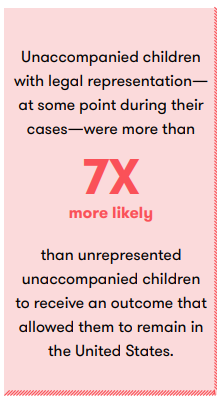 Unaccompanied children
with legal representation—
at some point during their
cases—were more than
7X
more likely
than unrepresented
unaccompanied children
to receive an outcome that
allowed them to remain in
the United States.